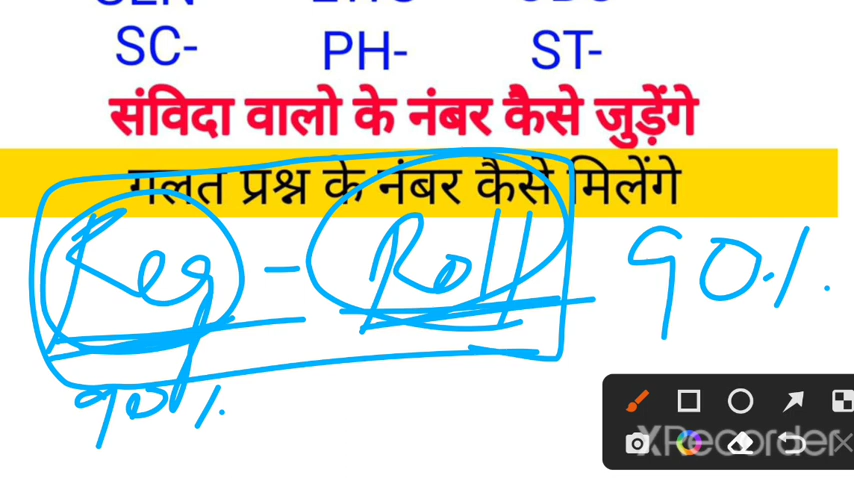 SC- PH- ST-
संविदा वालो के नंबर कैसे जुड़ेंगे
गलत प्रश्न के नंबर कैसे मिलेंगे
Reg - Roll 90%.
90%.
XRecorder